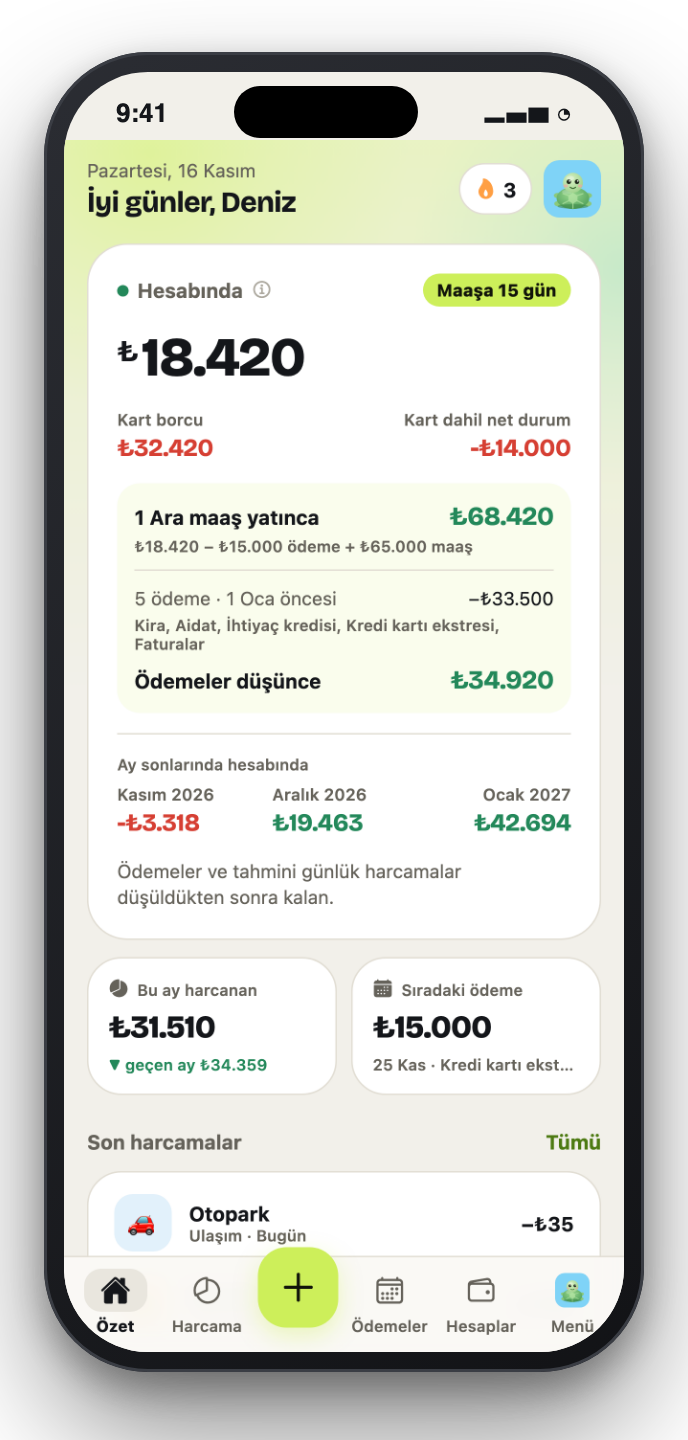 9:41
Pazartesi, 16 Kasım
İyi günler, Deniz
3
Hesabında
Maaşa 15 gün
₺18.420
Kart borcu
Kart dahil net durum
₺32.420
-₺14.000
1 Ara maaş yatınca
₺68.420
₺18.420 – ₺15.000 ödeme + ₺65.000 maaş
5 ödeme · 1 Oca öncesi
–₺33.500
Kira, Aidat, İhtiyaç kredisi, Kredi kartı ekstresi,
Faturalar
Ödemeler düşünce
₺34.920
Ay sonlarında hesabında
Kasım 2026
Aralık 2026
Ocak 2027
-₺3.318
₺19.463
₺42.694
Ödemeler ve tahmini günlük harcamalar
düşüldükten sonra kalan.
Bu ay harcanan
₺31.510
▼ geçen ay ₺34.359
Sıradaki ödeme
₺15.000
25 Kas · Kredi kartı ekst...
Son harcamalar
Tümü
Otopark
–₺35
Ulaşım · Bugün
Özet
Harcama
Ödemeler
Hesaplar
Menü